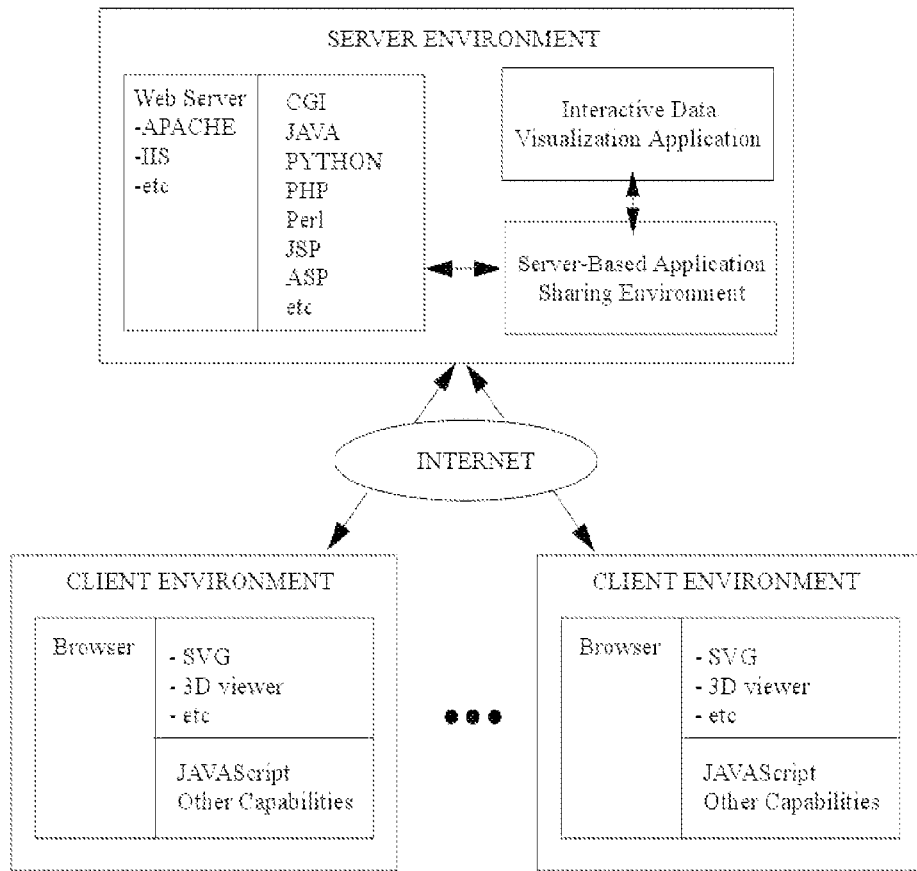 SERVER ENVIRONMENT
Web Server
-APACHE
-IIS
-etc
CGI
JAVA
PYTHON
PHP
Perl
JSP
ASP
etc
Interactive Data
Visualization Application
Server-Based Application
Sharing Environment
INTERNET
CLIENT ENVIRONMENT
Browser
- SVG
- 3D viewer
- etc
JAVAScript
Other Capabilities
CLIENT ENVIRONMENT
Browser
- SVG
- 3D viewer
- etc
JAVAScript
Other Capabilities